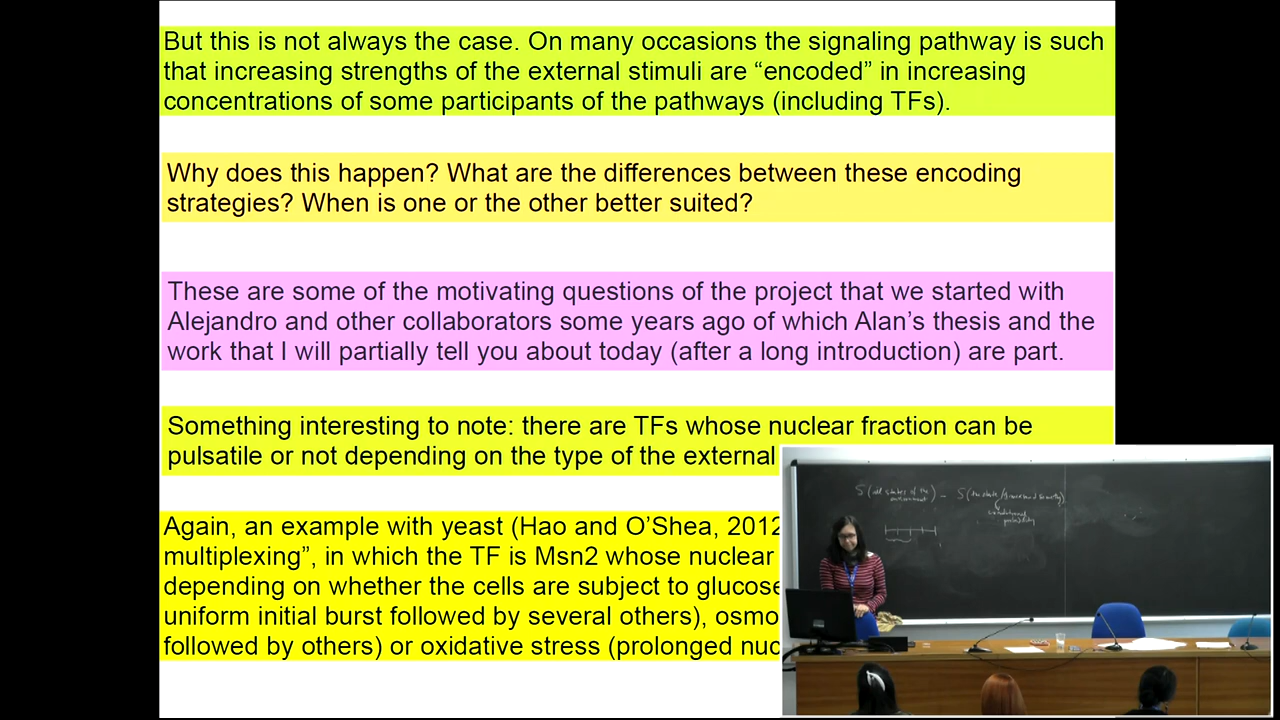 But this is not always the case. On many occasions the signaling pathway is such
that increasing strengths of the external stimuli are “encoded” in increasing
concentrations of some participants of the pathways (including TFs).
Why does this happen? What are the differences between these encoding
strategies? When is one or the other better suited?
These are some of the motivating questions of the project that we started with
Alejandro and other collaborators some years ago of which Alan’s thesis and the
work that I will partially tell you about today (after a long introduction) are part.
Something interesting to note: there are TFs whose nuclear fraction can be
pulsatile or not depending on the type of the external
Again, an example with yeast (Hao and O’Shea, 2012
multiplexing”, in which the TF is Msn2 whose nuclear
depending on whether the cells are subject to glucose
uniform initial burst followed by several others), osmo
followed by others) or oxidative stress (prolonged nuc